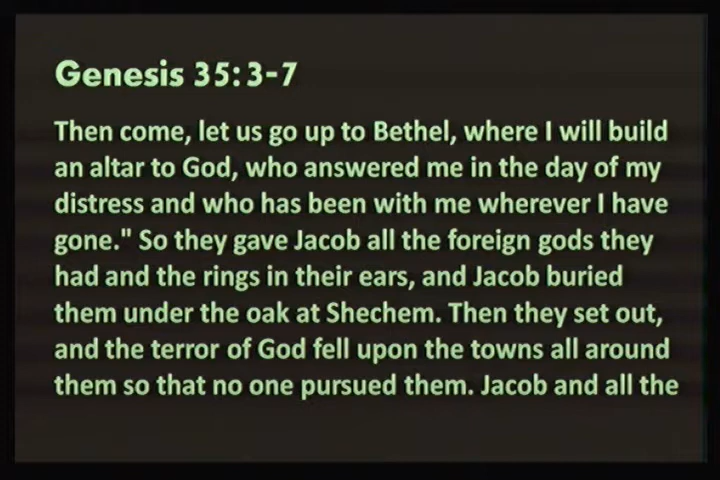 Genesis 35:3-7
Then come, let us go up to Bethel, where I will build
an altar to God, who answered me in the day of my
distress and who has been with me wherever I have
gone." So they gave Jacob all the foreign gods they
had and the rings in their ears, and Jacob buried
them under the oak at Shechem. Then they set out,
and the terror of God fell upon the towns all around
them so that no one pursued them. Jacob and all the